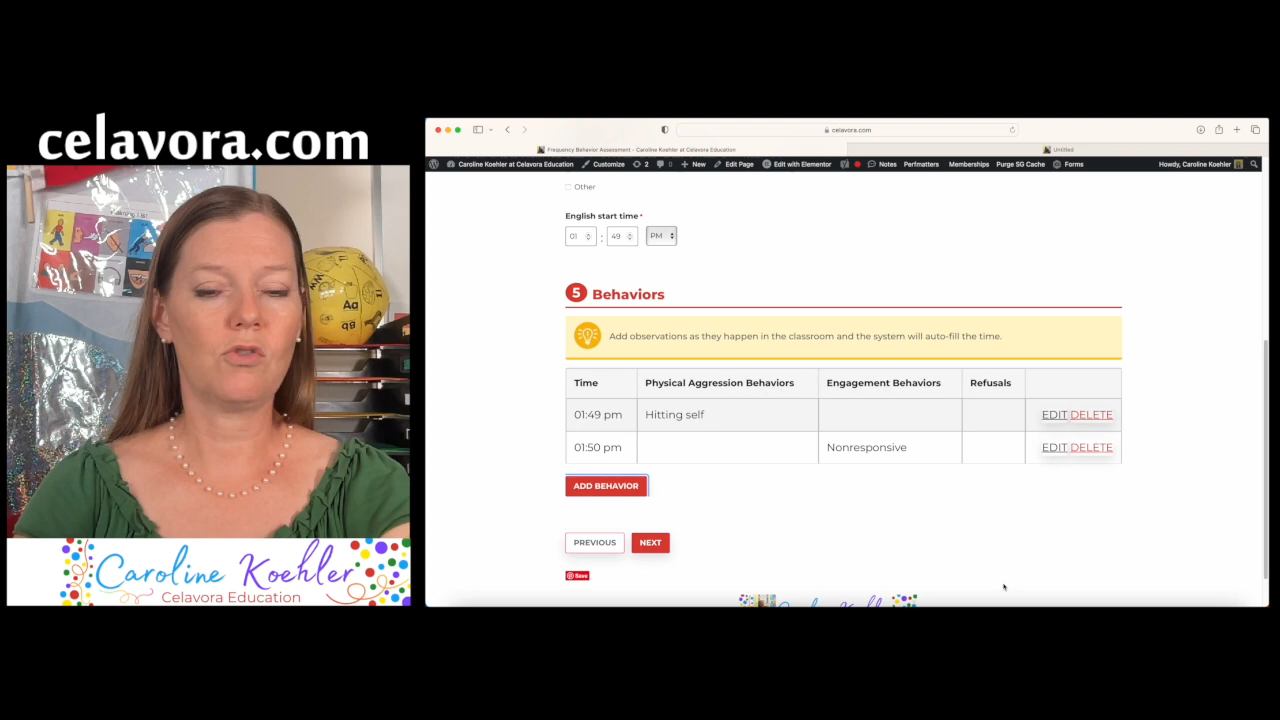 celavora.com
Aa
Caroline Koehler
Celavora Education
celavora.com
Frequency Behavior Assessment - Caroline Koehler at Celavora Education
Untitled
Caroline Koehler at Celavora Education Customize 2 0 New Edit Page Edit with Elementor Notes Perfmatters Memberships Purge SG Cache Forms Howdy, Caroline Koehler
Other
English start time *
01 : 49 PM
5 Behaviors
Add observations as they happen in the classroom and the system will auto-fill the time.
Time Physical Aggression Behaviors Engagement Behaviors Refusals
01:49 pm Hitting self EDIT DELETE
01:50 pm Nonresponsive EDIT DELETE
ADD BEHAVIOR
PREVIOUS NEXT
Save